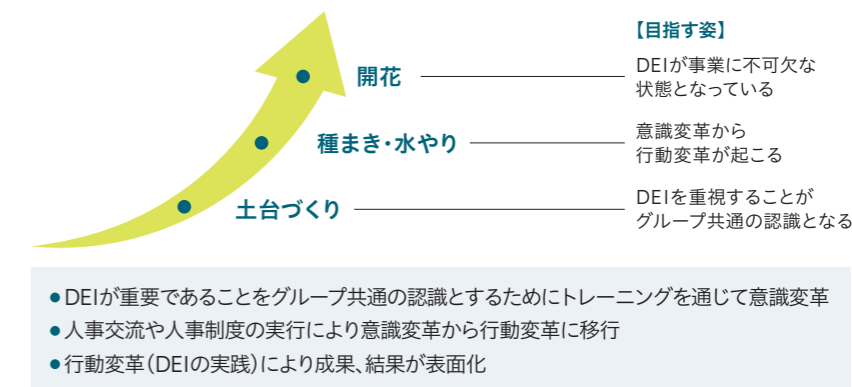 【目指す姿】
開花
DEIが事業に不可欠な
状態となっている
種まき・水やり
意識変革から
行動変革が起こる
土台づくり
DEIを重視することが
グループ共通の認識となる
●DEIが重要であることをグループ共通の認識とするためにトレーニングを通じて意識変革
●人事交流や人事制度の実行により意識変革から行動変革に移行
●行動変革(DEIの実践)により成果、結果が表面化